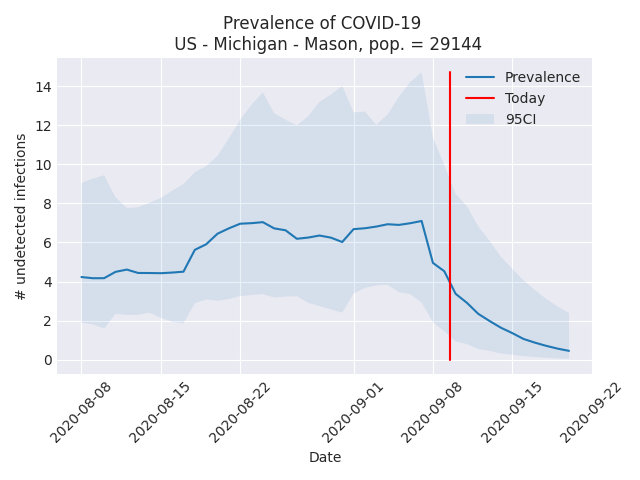 Prevalence of COVID-19
US - Michigan - Mason, pop. = 29144
Prevalence
Today
95CI
# undetected infections
14
12
10
8
6
4
2
0
2020-08-08
2020-08-15
2020-08-22
2020-09-01
2020-09-08
2020-09-15
2020-09-22
Date